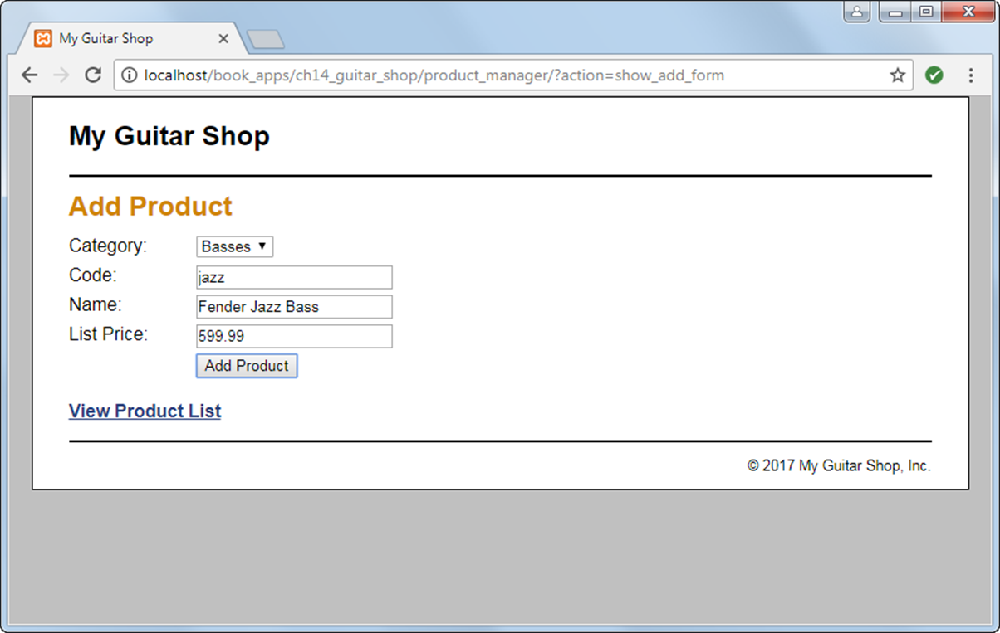 My Guitar Shop
localhost/book_apps/ch14_guitar_shop/product_manager/?action=show_add_form
My Guitar Shop
Add Product
Category: Basses
Code: jazz
Name: Fender Jazz Bass
List Price: 599.99
Add Product
View Product List
© 2017 My Guitar Shop, Inc.